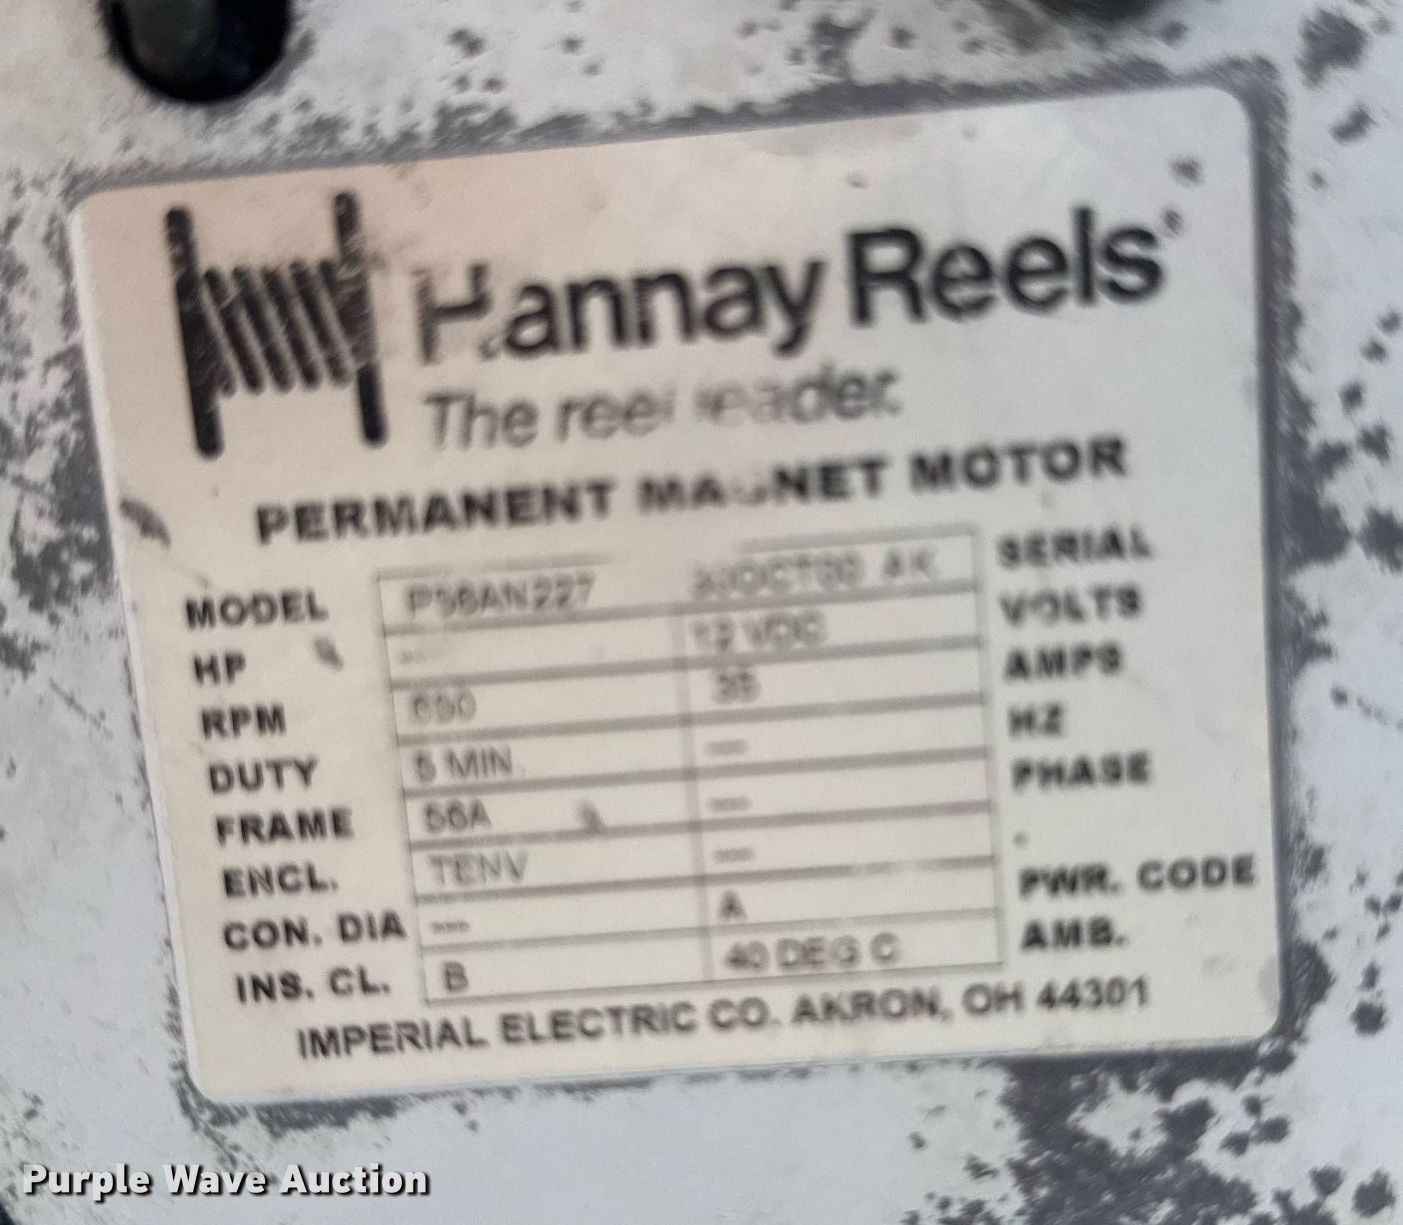 Hannay Reels®
The reel leader.
PERMANENT MAGNET MOTOR
MODEL P56AN227 SERIAL
HP --- 12 VDC VOLTS
RPM 35 AMPS
DUTY 5 MIN. --- HZ
FRAME 56A --- PHASE
ENCL. TENV ---
CON. DIA --- A PWR. CODE
INS. CL. B 40 DEG C AMB.
IMPERIAL ELECTRIC CO. AKRON, OH 44301
Purple Wave Auction